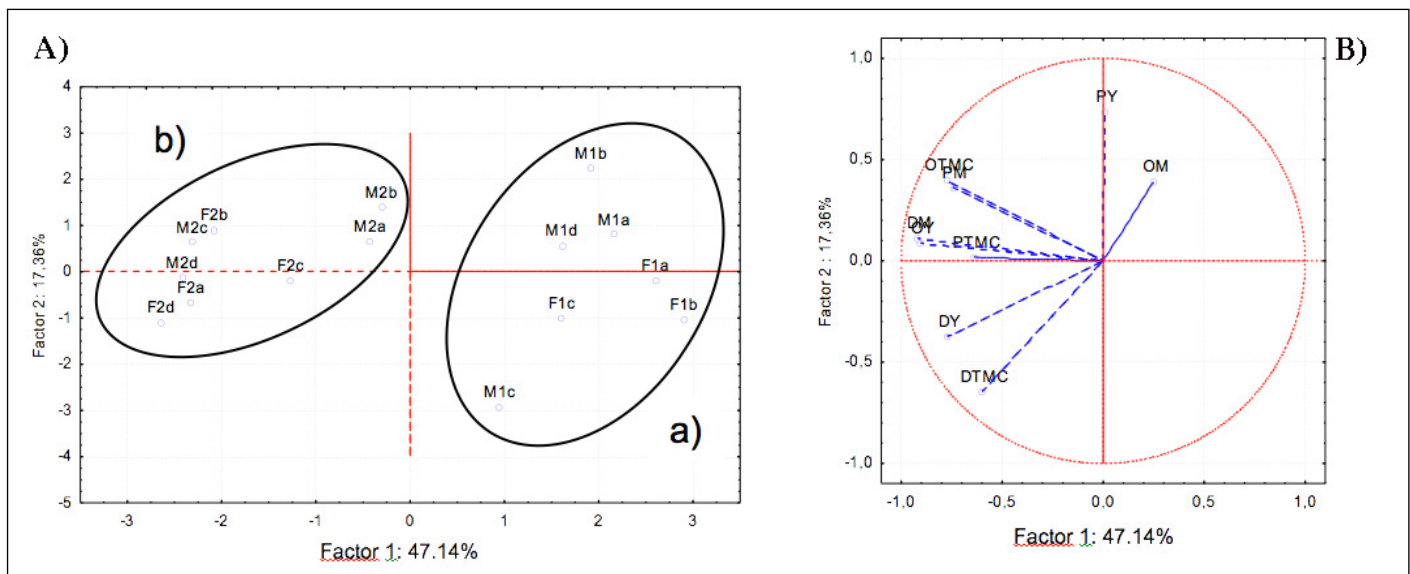 A)
4
3
2
1
0
-1
-2
-3
-4
-5
Factor 2: 17.36%
b)
M1b
M2b
F2b
M2c
M2a
M1d
M1a
M2d
F2c
F1a
F2a
F2d
F1c
F1b
M1c
a)
-3
-2
-1
0
1
2
3
Factor 1: 47.14%
B)
1,0
0,5
0,0
-0,5
-1,0
Factor 2 : 17.36%
PY
OTMC
PM
OM
DM
OY
PTMC
DY
DTMC
-1,0
-0,5
0,0
0,5
1,0
Factor 1: 47.14%